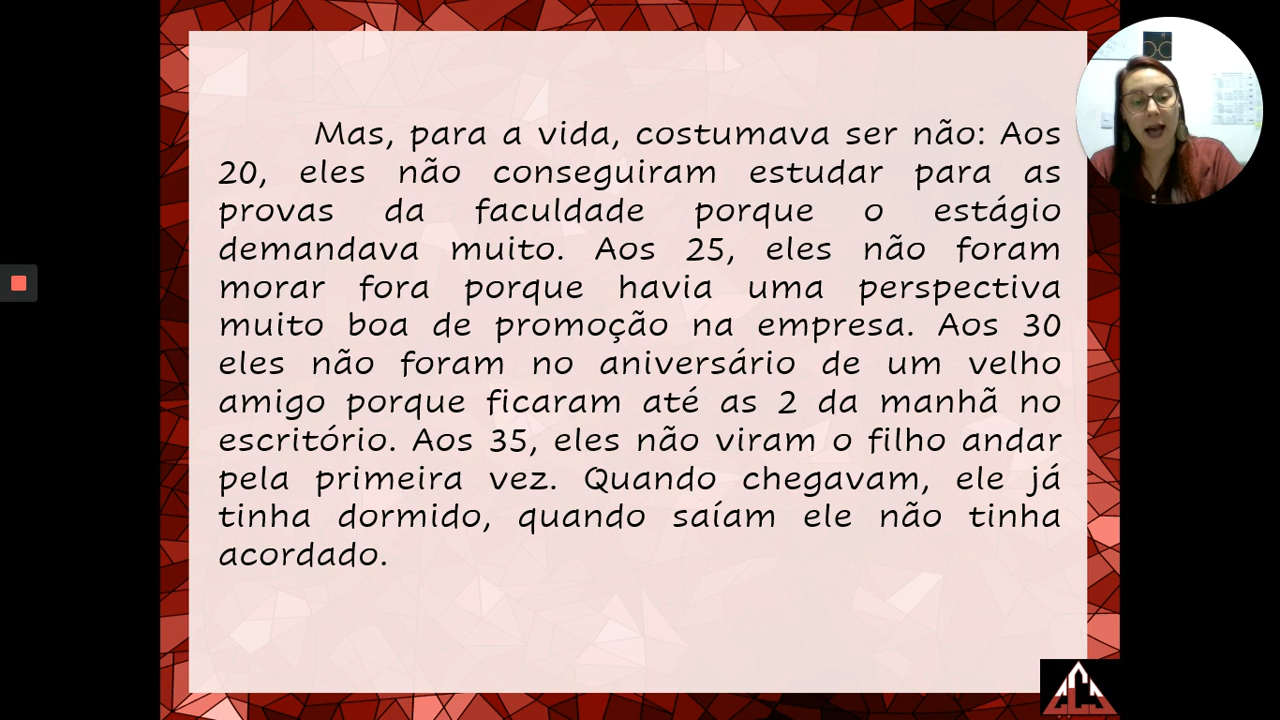 Mas, para a vida, costumava ser não: Aos
20, eles não conseguiram estudar para as
provas da faculdade porque o estágio
demandava muito. Aos 25, eles não foram
morar fora porque havia uma perspectiva
muito boa de promoção na empresa. Aos 30
eles não foram no aniversário de um velho
amigo porque ficaram até as 2 da manhã no
escritório. Aos 35, eles não viram o filho andar
pela primeira vez. Quando chegavam, ele já
tinha dormido, quando saíam ele não tinha
acordado.